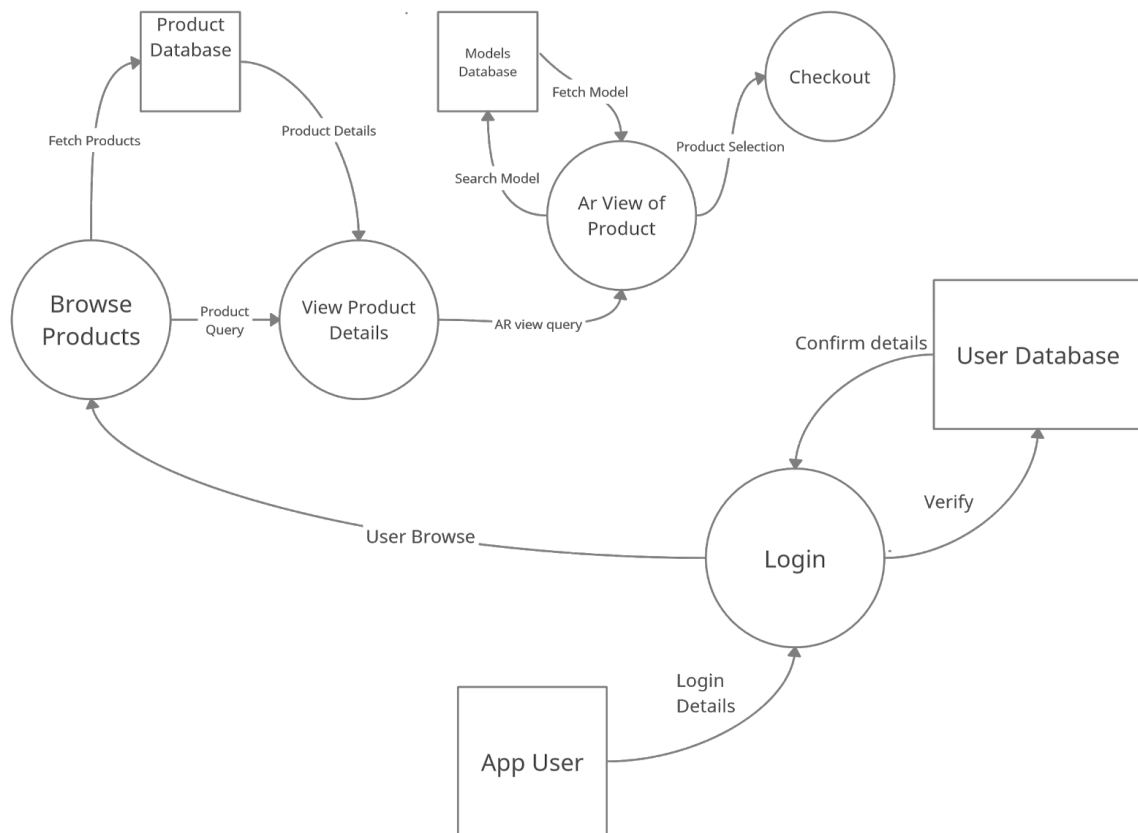 Product
Database
Models
Database
Checkout
Fetch Model
Fetch Products
Product Details
Product Selection
Search Model
Ar View of
Product
Browse
Products
Product
Query
View Product
Details
AR view query
Confirm details
User Database
Verify
User Browse
Login
Login
Details
App User